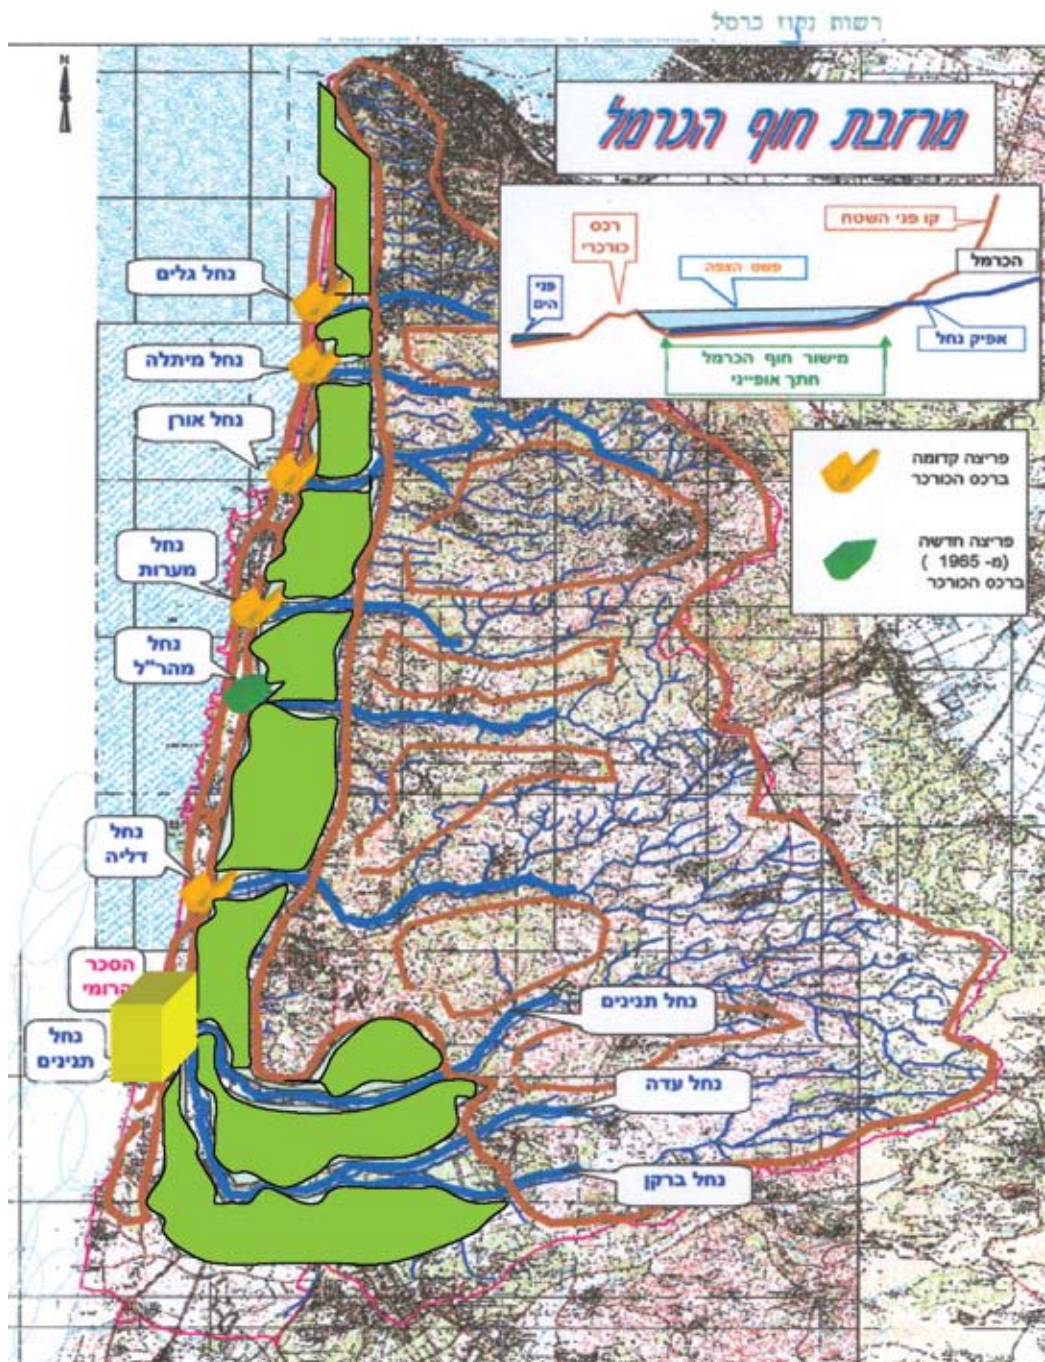 רשות ניקוז כרמל
N
מרזבת חוף הכרמל
קו פני השטח
רכס
כורכרי
הכרמל
פשט הצפה
פני
הים
אפיק נחל
מישור חוף הכרמל
חתך אופייני
פריצה קדומה
ברכס הכורכר
פריצה חדשה
(מ- 1965 )
ברכס הכורכר
נחל גלים
נחל מיתלה
נחל אורן
נחל
מערות
נחל
מהר"ל
נחל
דליה
הסכר
הרומי
נחל
תנינים
נחל תנינים
נחל עדה
נחל ברקן